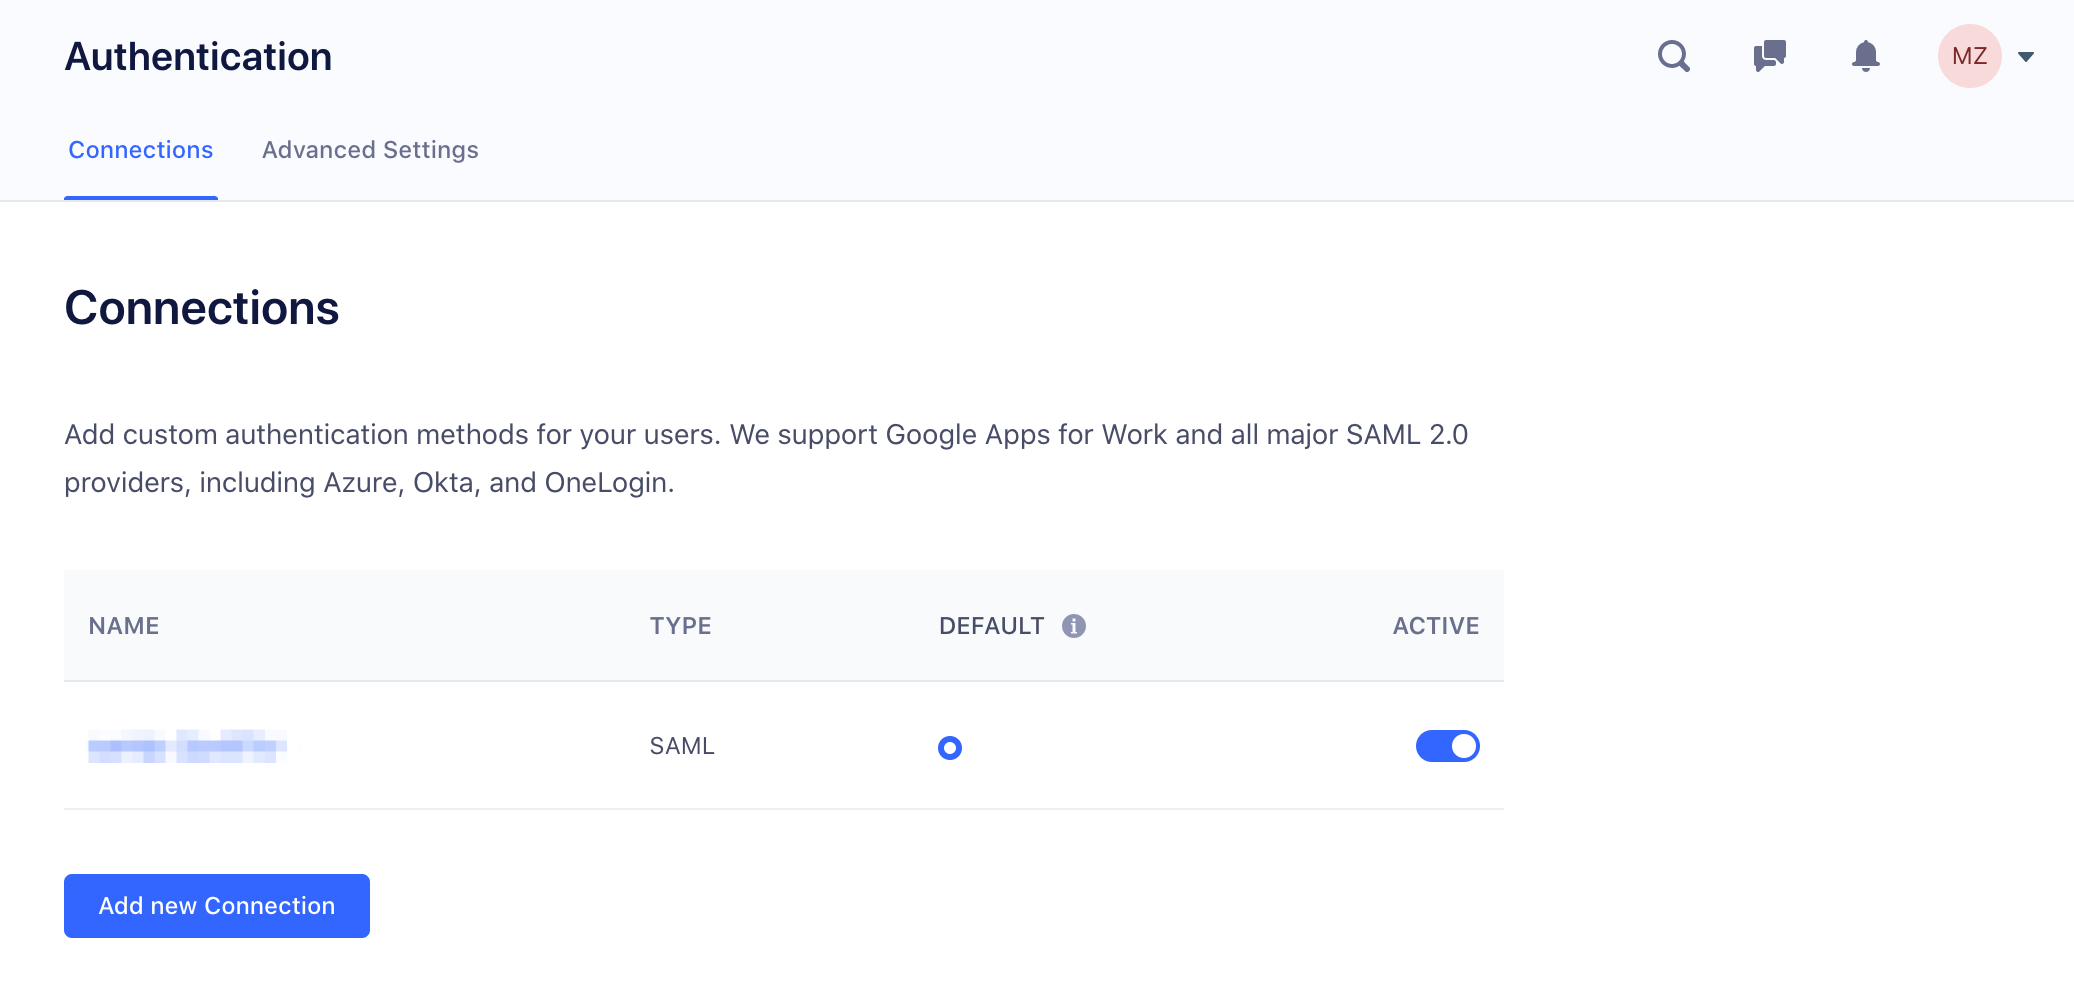 Authentication
MZ
Connections
Advanced Settings
Connections
Add custom authentication methods for your users. We support Google Apps for Work and all major SAML 2.0
providers, including Azure, Okta, and OneLogin.
NAME
TYPE
DEFAULT
ACTIVE
SAML
Add new Connection